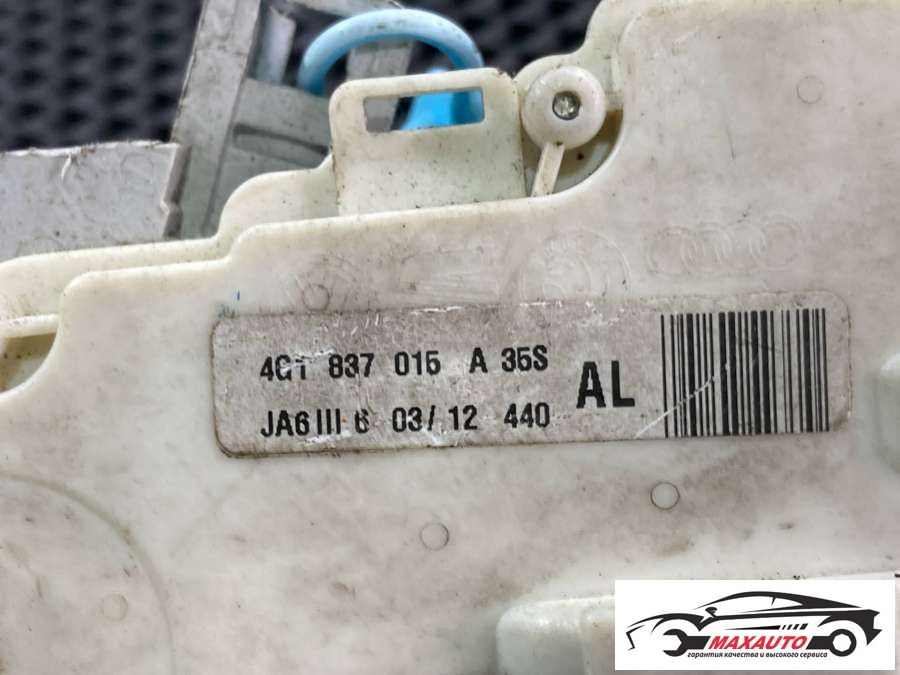 4G1 837 015 A 35S
AL
JA6 III 6 03/12 440
MAXAUTO
гарантия качества и высокого сервиса